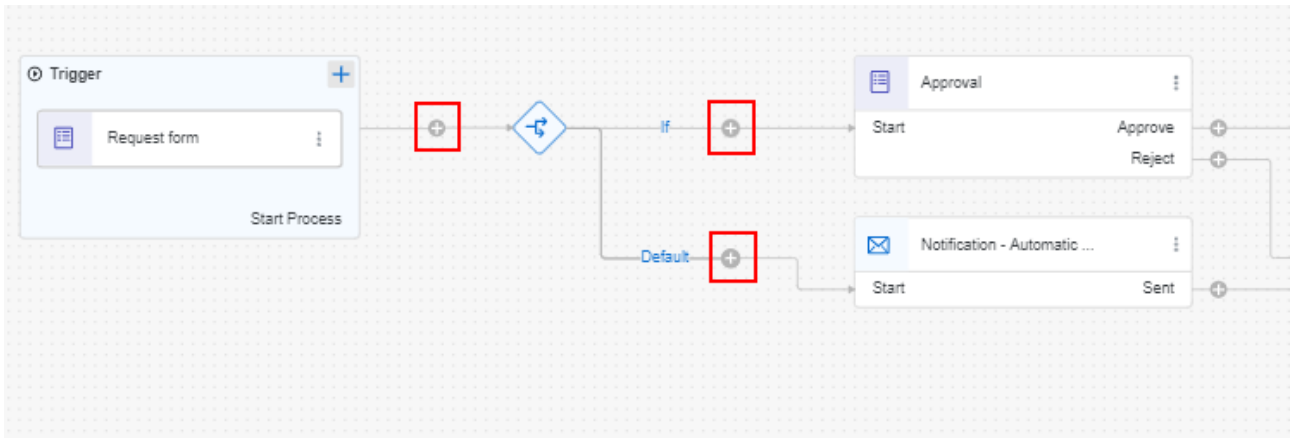 Trigger
Request form
Start Process
If
Default
Approval
Start
Approve
Reject
Notification - Automatic ...
Start
Sent